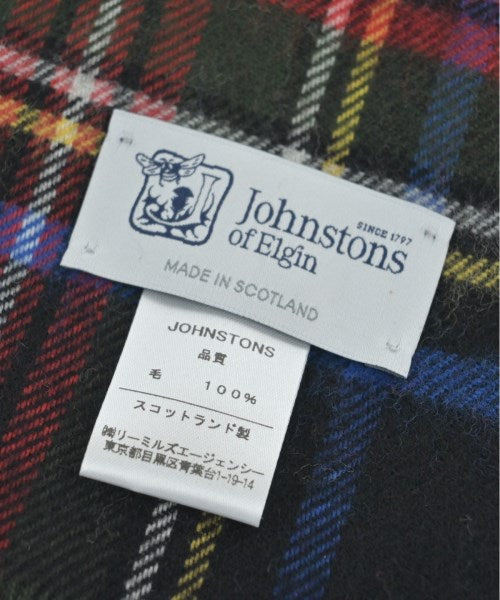 Johnstons
SINCE 1797
of Elgin
MADE IN SCOTLAND
JOHNSTONS
品質
毛 100%
スコットランド製
㈱リーミルズエージェンシー
東京都目黒区青葉台1-19-14